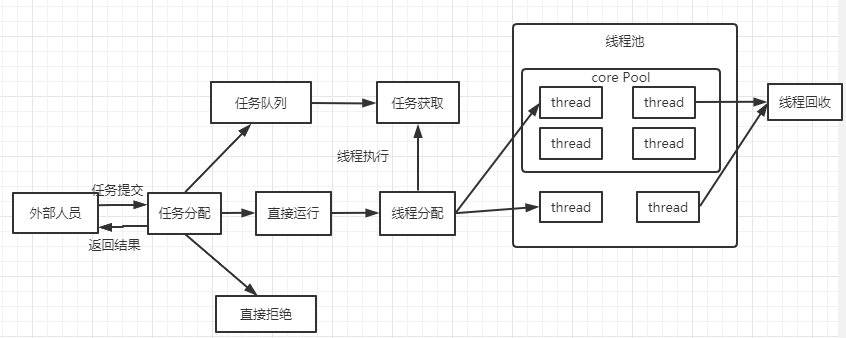 线程池
core Pool
thread
thread
thread
thread
thread
thread
线程回收
任务队列
任务获取
线程执行
任务提交
外部人员
任务分配
直接运行
线程分配
返回结果
直接拒绝